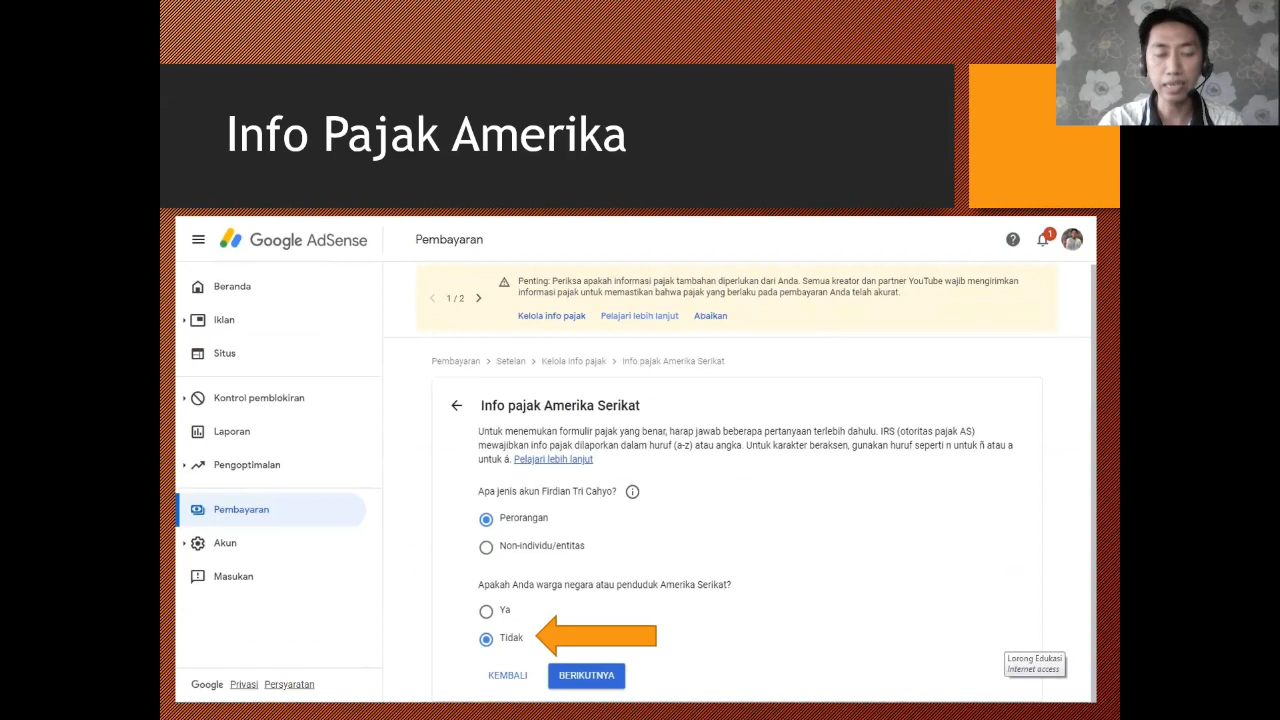 Info Pajak Amerika
Google AdSense
Pembayaran
1
Beranda
Iklan
Situs
Kontrol pemblokiran
Laporan
Pengoptimalan
Pembayaran
Akun
Masukan
Google Privasi Persyaratan
1 / 2
Penting: Periksa apakah informasi pajak tambahan diperlukan dari Anda. Semua kreator dan partner YouTube wajib mengirimkan
informasi pajak untuk memastikan bahwa pajak yang berlaku pada pembayaran Anda telah akurat.
Kelola info pajak Pelajari lebih lanjut Abaikan
Pembayaran > Setelan > Kelola info pajak > Info pajak Amerika Serikat
Info pajak Amerika Serikat
Untuk menemukan formulir pajak yang benar, harap jawab beberapa pertanyaan terlebih dahulu. IRS (otoritas pajak AS)
mewajibkan info pajak dilaporkan dalam huruf (a-z) atau angka. Untuk karakter beraksen, gunakan huruf seperti n untuk ñ atau a
untuk á. Pelajari lebih lanjut
Apa jenis akun Firdian Tri Cahyo?
Perorangan
Non-individu/entitas
Apakah Anda warga negara atau penduduk Amerika Serikat?
Ya
Tidak
KEMBALI BERIKUTNYA
Lorong Edukasi
Internet access